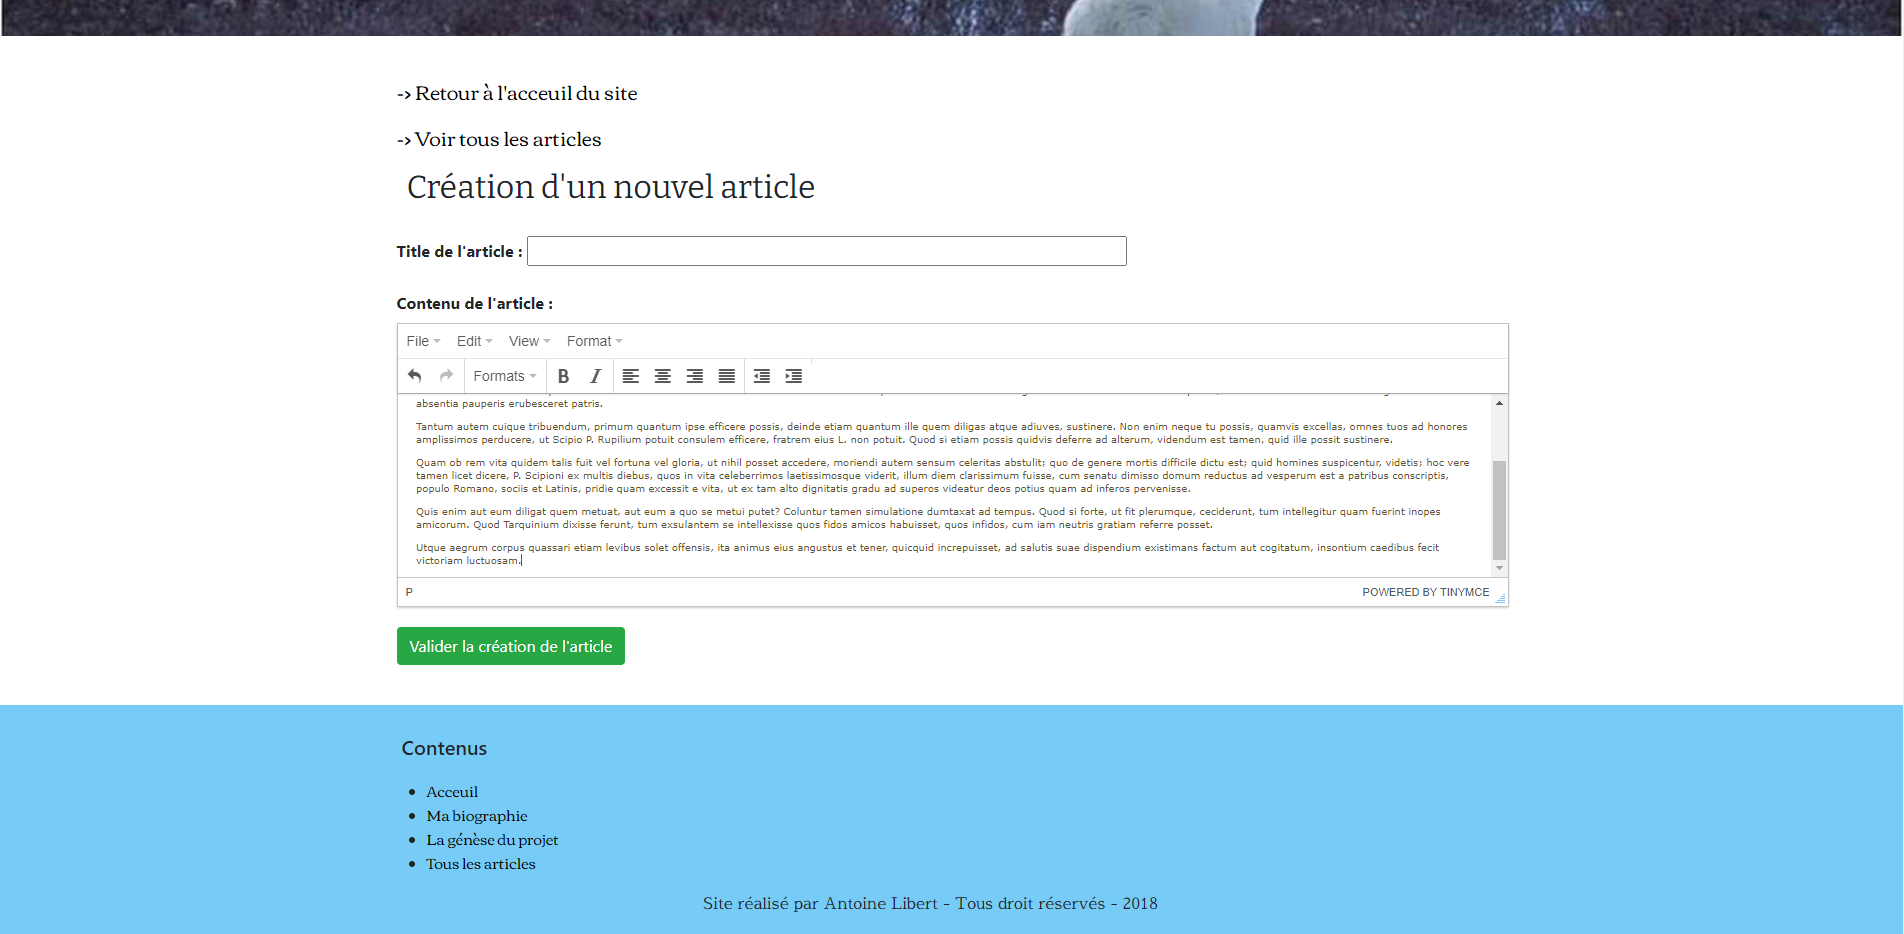 -> Retour à l'acceuil du site
-> Voir tous les articles
Création d'un nouvel article
Title de l'article :
Contenu de l'article :
File Edit View Format
Formats B I
absentia pauperis erubesceret patris.
Tantum autem cuique tribuendum, primum quantum ipse efficere possis, deinde etiam quantum ille quem diligas atque adiuves, sustinere. Non enim neque tu possis, quamvis excellas, omnes tuos ad honores
amplissimos perducere, ut Scipio P. Rupilium potuit consulem efficere, fratrem eius L. non potuit. Quod si etiam possis quidvis deferre ad alterum, videndum est tamen, quid ille possit sustinere.
Quam ob rem vita quidem talis fuit vel fortuna vel gloria, ut nihil posset accedere, moriendi autem sensum celeritas abstulit; quo de genere mortis difficile dictu est; quid homines suspicentur, videtis; hoc vere
tamen licet dicere, P. Scipioni ex multis diebus, quos in vita celeberrimos laetissimosque viderit, illum diem clarissimum fuisse, cum senatu dimisso domum reductus ad vesperum est a patribus conscriptis,
populo Romano, sociis et Latinis, pridie quam excessit e vita, ut ex tam alto dignitatis gradu ad superos videatur deos potius quam ad inferos pervenisse.
Quis enim aut eum diligat quem metuat, aut eum a quo se metui putet? Coluntur tamen simulatione dumtaxat ad tempus. Quod si forte, ut fit plerumque, ceciderunt, tum intellegitur quam fuerint inopes
amicorum. Quod Tarquinium dixisse ferunt, tum exsulantem se intellexisse quos fidos amicos habuisset, quos infidos, cum iam neutris gratiam referre posset.
Utque aegrum corpus quassari etiam levibus solet offensis, ita animus eius angustus et tener, quicquid increpuisset, ad salutis suae dispendium existimans factum aut cogitatum, insontium caedibus fecit
victoriam luctuosam.
P POWERED BY TINYMCE
Valider la création de l'article
Contenus
Acceuil
Ma biographie
La génèse du projet
Tous les articles
Site réalisé par Antoine Libert - Tous droit réservés - 2018